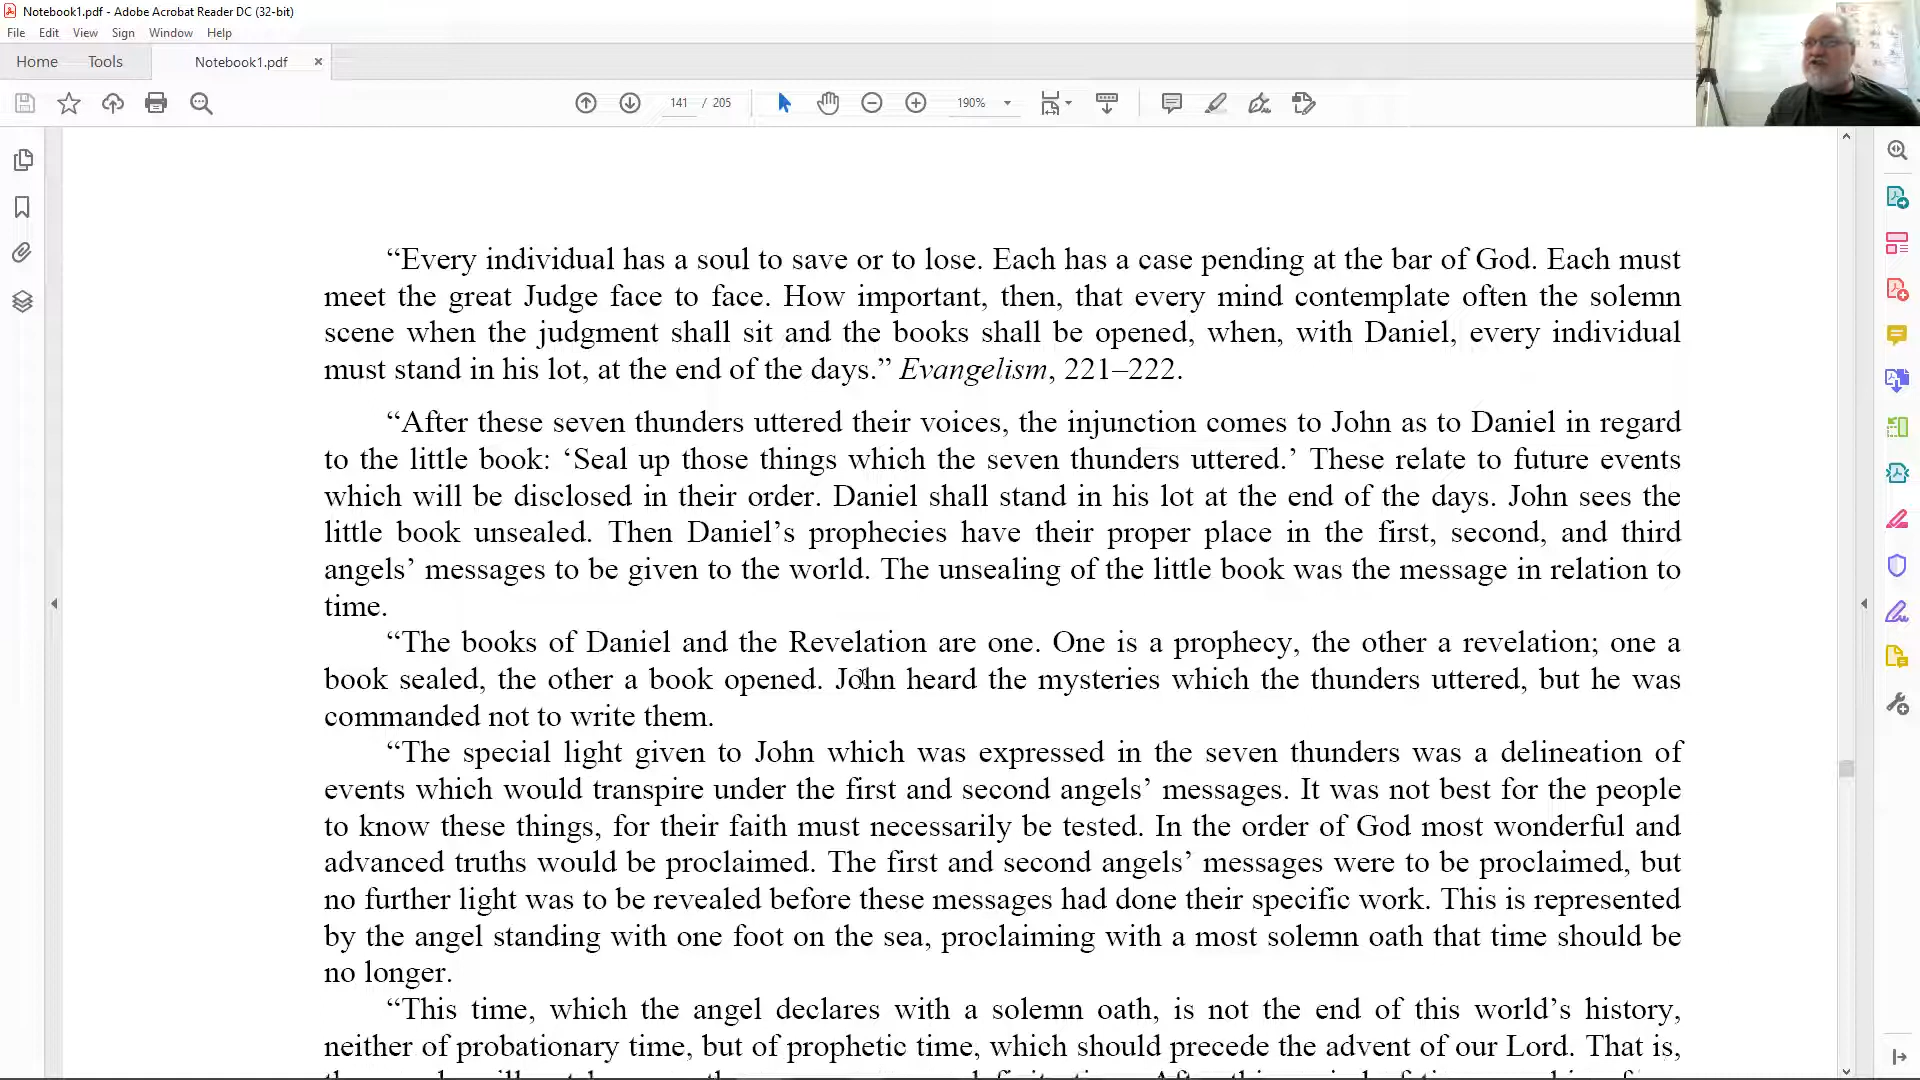 Notebook1.pdf - Adobe Acrobat Reader DC (32-bit)
File Edit View Sign Window Help
Home Tools Notebook1.pdf ×
141 / 205 190%
“Every individual has a soul to save or to lose. Each has a case pending at the bar of God. Each must
meet the great Judge face to face. How important, then, that every mind contemplate often the solemn
scene when the judgment shall sit and the books shall be opened, when, with Daniel, every individual
must stand in his lot, at the end of the days.” Evangelism, 221–222.
“After these seven thunders uttered their voices, the injunction comes to John as to Daniel in regard
to the little book: ‘Seal up those things which the seven thunders uttered.’ These relate to future events
which will be disclosed in their order. Daniel shall stand in his lot at the end of the days. John sees the
little book unsealed. Then Daniel’s prophecies have their proper place in the first, second, and third
angels’ messages to be given to the world. The unsealing of the little book was the message in relation to
time.
“The books of Daniel and the Revelation are one. One is a prophecy, the other a revelation; one a
book sealed, the other a book opened. John heard the mysteries which the thunders uttered, but he was
commanded not to write them.
“The special light given to John which was expressed in the seven thunders was a delineation of
events which would transpire under the first and second angels’ messages. It was not best for the people
to know these things, for their faith must necessarily be tested. In the order of God most wonderful and
advanced truths would be proclaimed. The first and second angels’ messages were to be proclaimed, but
no further light was to be revealed before these messages had done their specific work. This is represented
by the angel standing with one foot on the sea, proclaiming with a most solemn oath that time should be
no longer.
“This time, which the angel declares with a solemn oath, is not the end of this world’s history,
neither of probationary time, but of prophetic time, which should precede the advent of our Lord. That is,